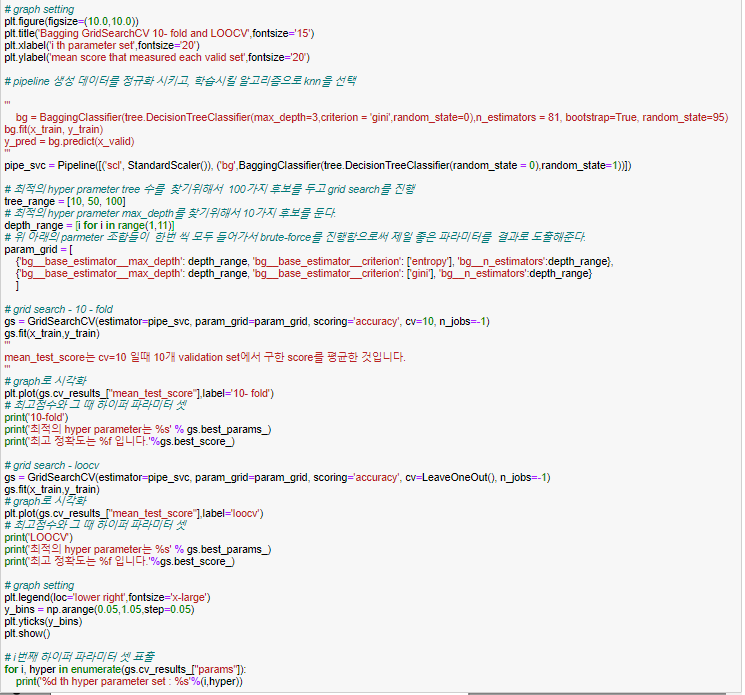 # graph setting
plt.figure(figsize=(10.0,10.0))
plt.title('Bagging GridSearchCV 10- fold and LOOCV',fontsize='15')
plt.xlabel('i th parameter set',fontsize='20')
plt.ylabel('mean score that measured each valid set',fontsize='20')
# pipeline 생성 데이터를 정규화 시키고, 학습시킬 알고리즘으로 knn을 선택
'''
bg = BaggingClassifier(tree.DecisionTreeClassifier(max_depth=3,criterion = 'gini',random_state=0),n_estimators = 81, bootstrap=True, random_state=95)
bg.fit(x_train, y_train)
y_pred = bg.predict(x_valid)
'''
pipe_svc = Pipeline([('scl', StandardScaler()), ('bg',BaggingClassifier(tree.DecisionTreeClassifier(random_state = 0),random_state=1))])
# 최적의 hyper prameter tree 수를 찾기위해서 100가지 후보를 두고 grid search를 진행
tree_range = [10, 50, 100]
# 최적의 hyper prameter max_depth를 찾기위해서 10가지 후보를 둔다.
depth_range = [i for i in range(1,11)]
# 위 아래의 parmeter 조합들이 한번 씩 모두 들어가서 brute-force를 진행함으로써 제일 좋은 파라미터를 결과로 도출해준다.
param_grid = [
{'bg__base_estimator__max_depth': depth_range, 'bg__base_estimator__criterion': ['entropy'], 'bg__n_estimators':depth_range},
{'bg__base_estimator__max_depth': depth_range, 'bg__base_estimator__criterion': ['gini'], 'bg__n_estimators':depth_range}
]
# grid search - 10 - fold
gs = GridSearchCV(estimator=pipe_svc, param_grid=param_grid, scoring='accuracy', cv=10, n_jobs=-1)
gs.fit(x_train,y_train)
'''
mean_test_score는 cv=10 일때 10개 validation set에서 구한 score를 평균한 것입니다.
'''
# graph로 시각화
plt.plot(gs.cv_results_["mean_test_score"],label='10- fold')
# 최고점수와 그 때 하이퍼 파라미터 셋
print('10-fold')
print('최적의 hyper parameter는 %s' % gs.best_params_)
print('최고 정확도는 %f 입니다.'%gs.best_score_)
# grid search - loocv
gs = GridSearchCV(estimator=pipe_svc, param_grid=param_grid, scoring='accuracy', cv=LeaveOneOut(), n_jobs=-1)
gs.fit(x_train,y_train)
# graph로 시각화
plt.plot(gs.cv_results_["mean_test_score"],label='loocv')
# 최고점수와 그 때 하이퍼 파라미터 셋
print('LOOCV')
print('최적의 hyper parameter는 %s' % gs.best_params_)
print('최고 정확도는 %f 입니다.'%gs.best_score_)
# graph setting
plt.legend(loc='lower right',fontsize='x-large')
y_bins = np.arange(0.05,1.05,step=0.05)
plt.yticks(y_bins)
plt.show()
# i번째 하이퍼 파라미터 셋 표출
for i, hyper in enumerate(gs.cv_results_["params"]):
print('%d th hyper parameter set : %s'%(i,hyper))